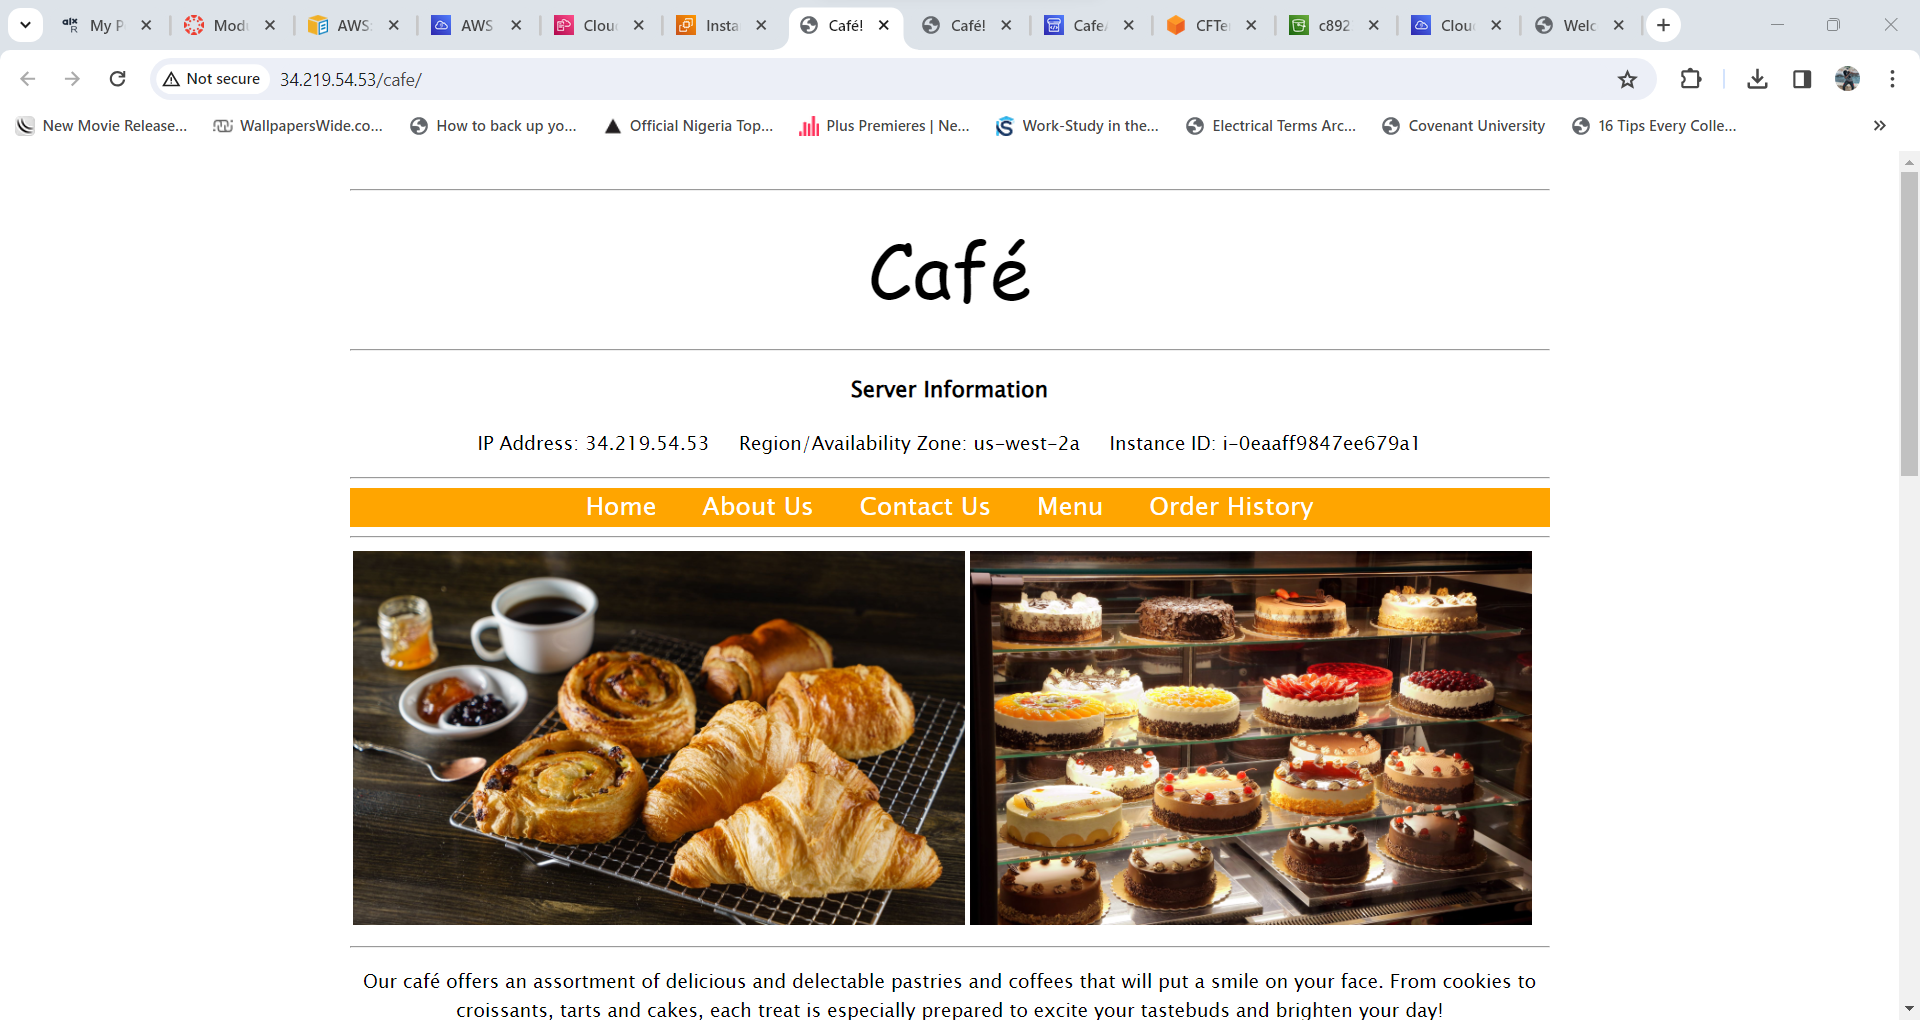 My P
Modu
AWS:
AWS
Clou
Insta
Café!
Café!
Cafe/
CFTe
c892
Clou
Welc
Not secure
34.219.54.53/cafe/
New Movie Release...
WallpapersWide.co...
How to back up yo...
Official Nigeria Top...
Plus Premieres | Ne...
Work-Study in the...
Electrical Terms Arc...
Covenant University
16 Tips Every Colle...
Café
Server Information
IP Address: 34.219.54.53 Region/Availability Zone: us-west-2a Instance ID: i-0eaaff9847ee679a1
Home About Us Contact Us Menu Order History
Our café offers an assortment of delicious and delectable pastries and coffees that will put a smile on your face. From cookies to
croissants, tarts and cakes, each treat is especially prepared to excite your tastebuds and brighten your day!